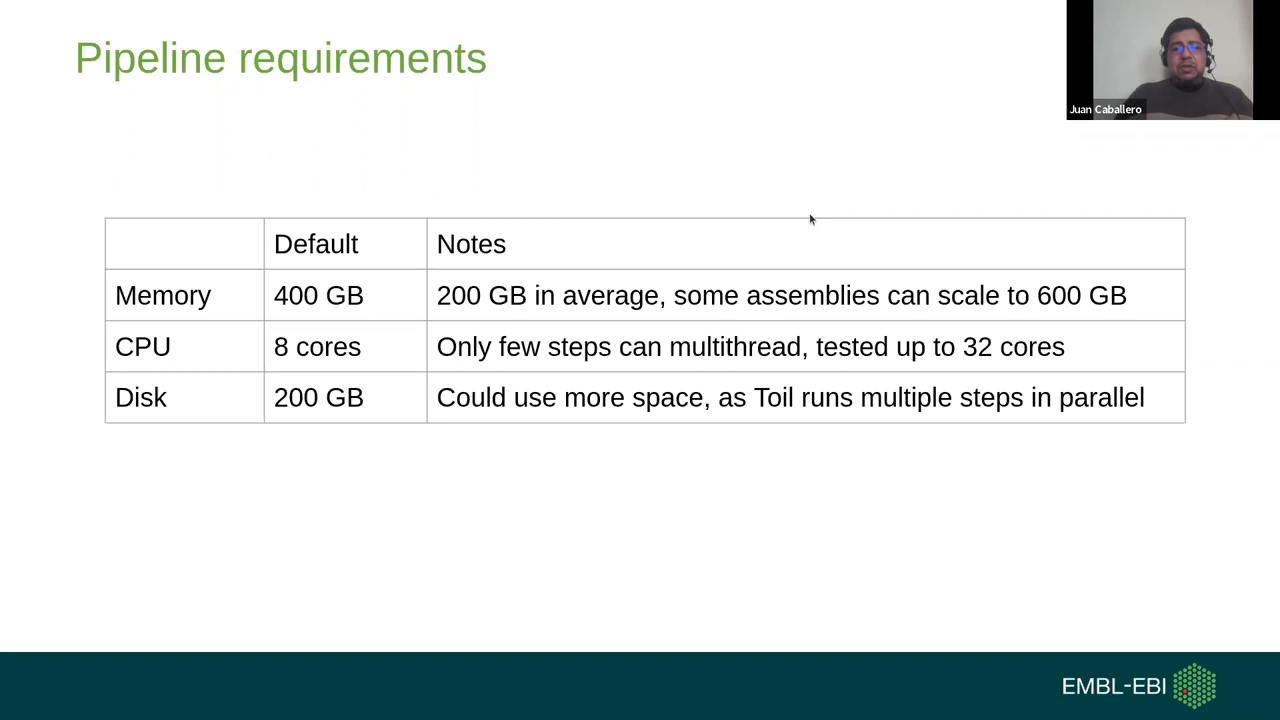 Pipeline requirements
Juan Caballero
Default Notes
Memory 400 GB 200 GB in average, some assemblies can scale to 600 GB
CPU 8 cores Only few steps can multithread, tested up to 32 cores
Disk 200 GB Could use more space, as Toil runs multiple steps in parallel
EMBL-EBI